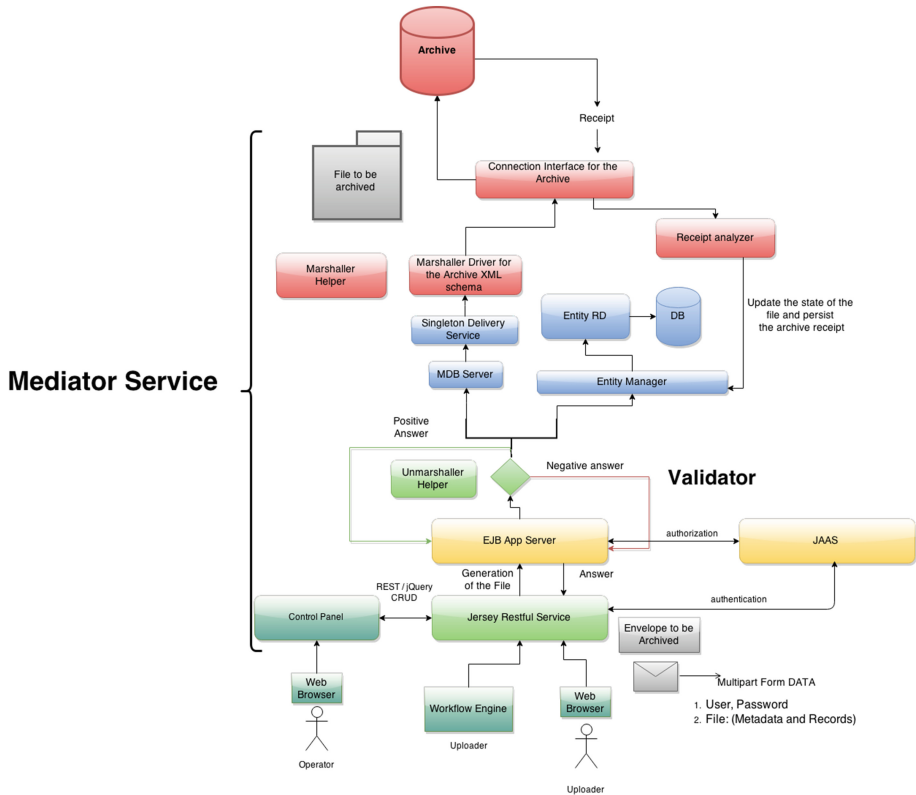 Archive
Receipt
Connection Interface for the
Archive
File to be
archived
Receipt analyzer
Marshaller
Helper
Marshaller Driver for
the Archive XML
schema
Update the state of the
file and persist
the archive receipt
Singleton Delivery
Service
Entity RD
DB
MDB Server
Entity Manager
Mediator Service
Positive
Answer
Unmarshaller
Helper
Negative answer
Validator
EJB App Server
authorization
JAAS
Generation
of the File
Answer
REST / jQuery
CRUD
authentication
Control Panel
Jersey Restful Service
Envelope to be
Archived
Web
Browser
Workflow Engine
Web
Browser
Multipart Form DATA
1. User, Password
2. File: (Metadata and Records)
Operator
Uploader
Uploader